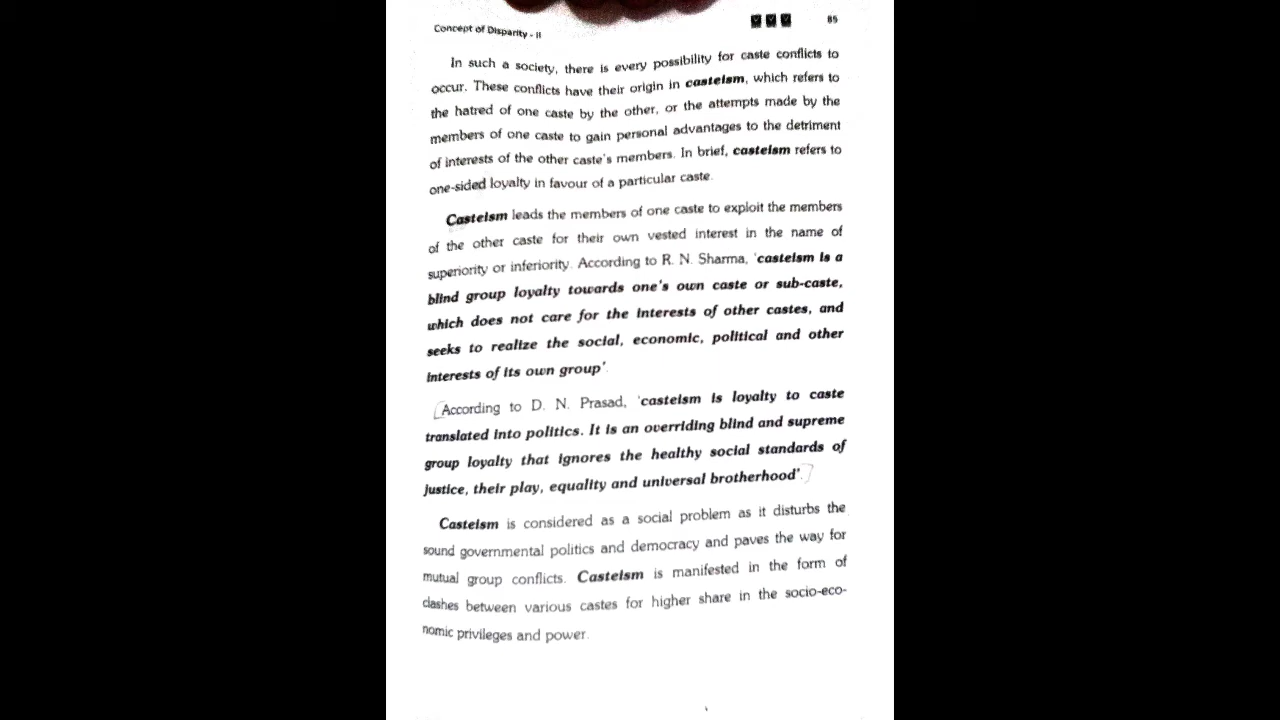 Concept of Disparity - II
85
In such a society, there is every possibility for caste conflicts to
occur. These conflicts have their origin in casteism, which refers to
the hatred of one caste by the other, or the attempts made by the
members of one caste to gain personal advantages to the detriment
of interests of the other caste's members. In brief, casteism refers to
one-sided loyalty in favour of a particular caste.
Casteism leads the members of one caste to exploit the members
of the other caste for their own vested interest in the name of
superiority or inferiority. According to R. N. Sharma, 'casteism is a
blind group loyalty towards one's own caste or sub-caste,
which does not care for the interests of other castes, and
seeks to realize the social, economic, political and other
interests of its own group'.
According to D. N. Prasad, 'casteism is loyalty to caste
translated into politics. It is an overriding blind and supreme
group loyalty that ignores the healthy social standards of
justice, their play, equality and universal brotherhood'.
Casteism is considered as a social problem as it disturbs the
sound governmental politics and democracy and paves the way for
mutual group conflicts. Casteism is manifested in the form of
clashes between various castes for higher share in the socio-eco-
nomic privileges and power.